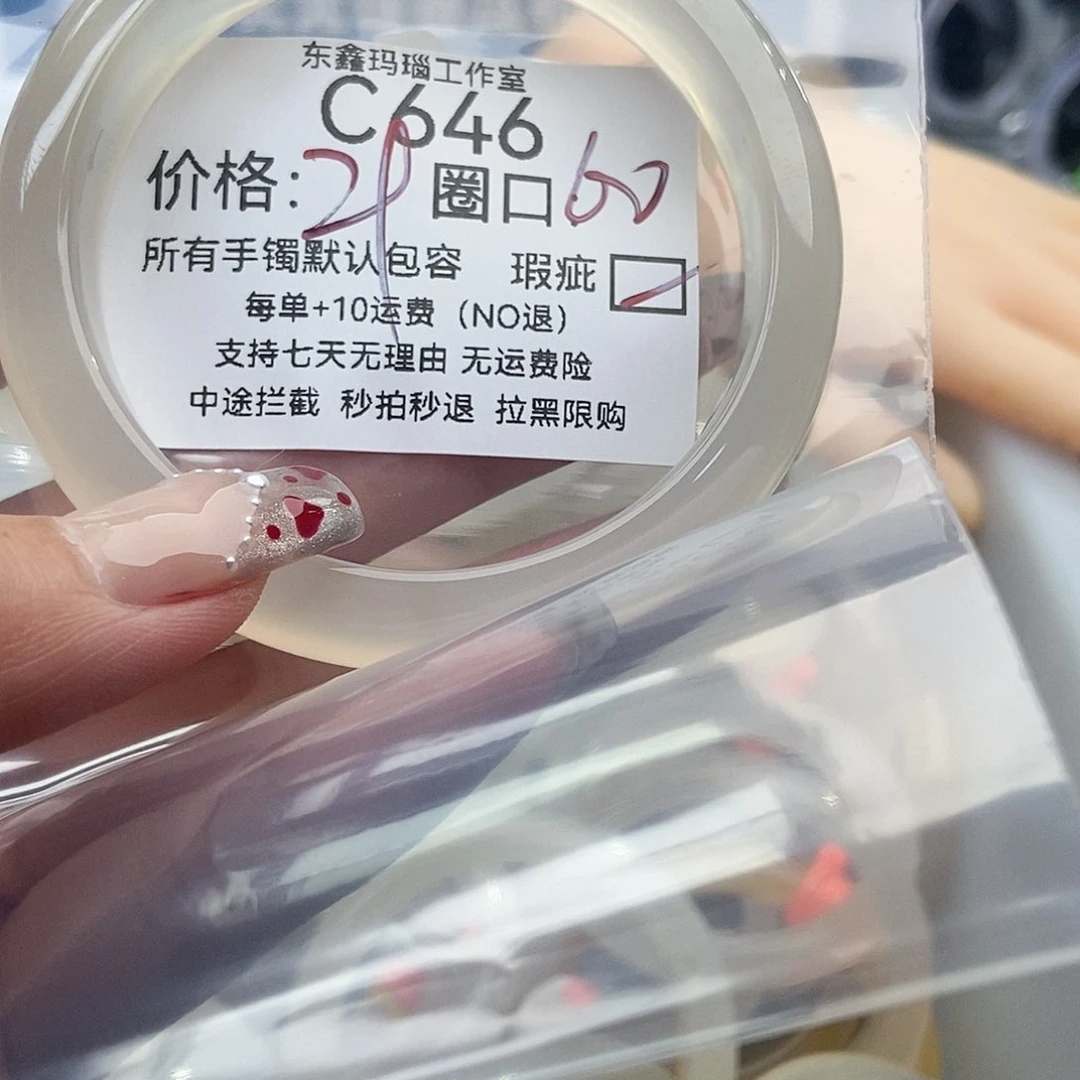 东鑫玛瑙工作室
C646
价格：29 圈口 60
所有手镯默认包容 瑕疵
每单+10运费（NO退）
支持七天无理由 无运费险
中途拦截 秒拍秒退 拉黑限购